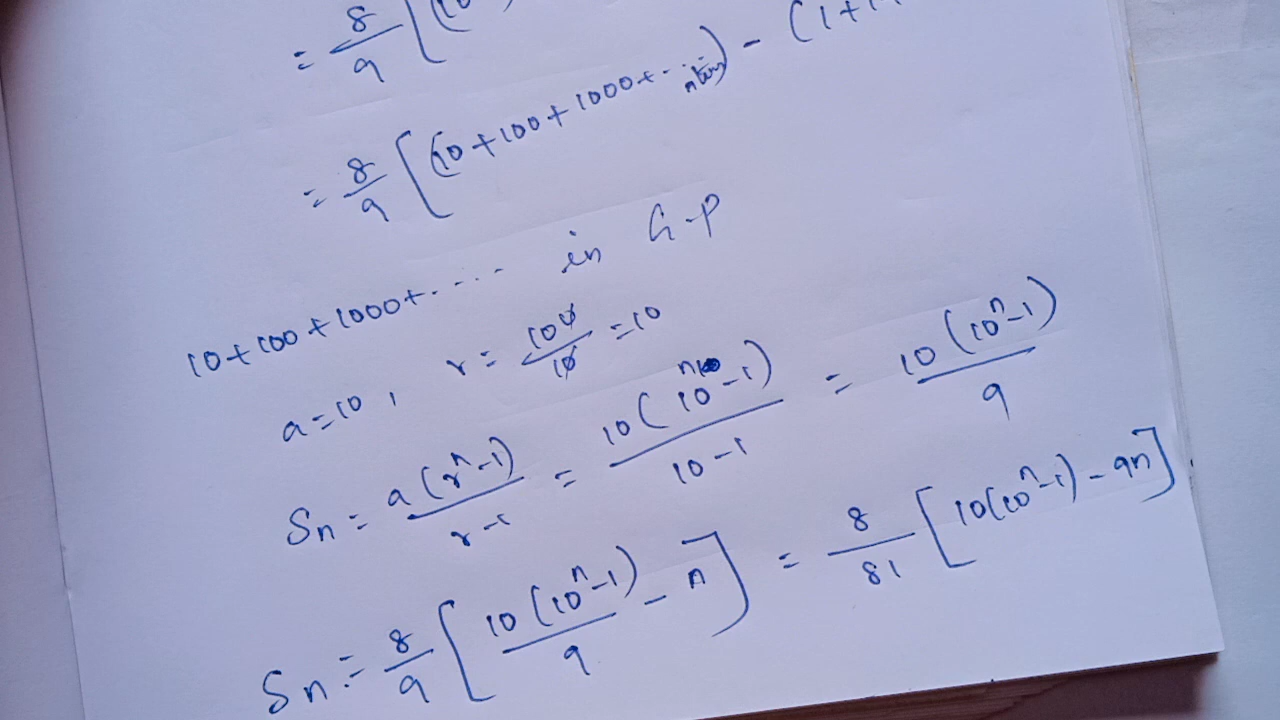 = 8/9 [(10
= 8/9 [(10+100+1000+... n terms) - (1+1
10+100+1000+..... in G.P
a=10, r= 100/10 =10
Sn= a(r^n-1)/r-1 = 10(10^n-1)/10-1 = 10(10^n-1)/9
Sn= 8/9 [10(10^n-1)/9 - n] = 8/81 [10(10^n-1)-9n]